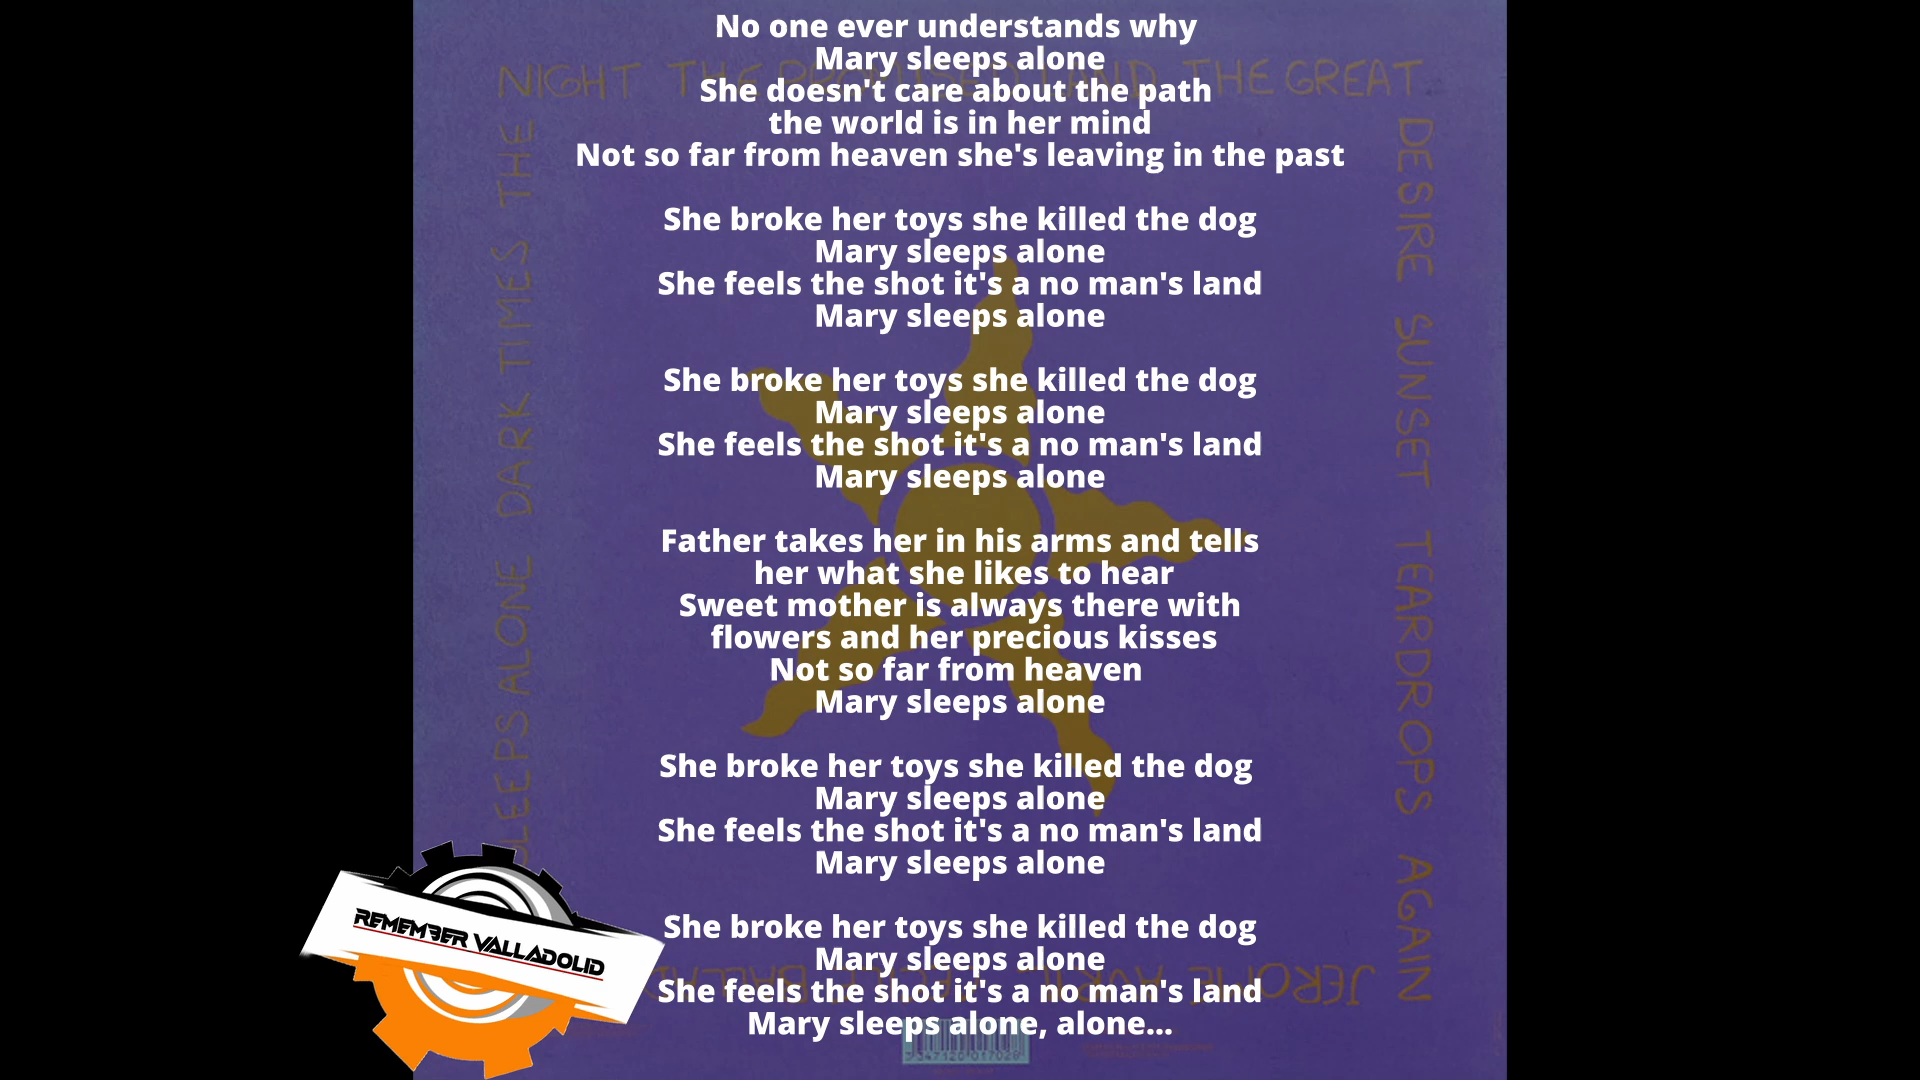 No one ever understands why
Mary sleeps alone
She doesn't care about the path
the world is in her mind
Not so far from heaven she's leaving in the past
She broke her toys she killed the dog
Mary sleeps alone
She feels the shot it's a no man's land
Mary sleeps alone
She broke her toys she killed the dog
Mary sleeps alone
She feels the shot it's a no man's land
Mary sleeps alone
Father takes her in his arms and tells
her what she likes to hear
Sweet mother is always there with
flowers and her precious kisses
Not so far from heaven
Mary sleeps alone
She broke her toys she killed the dog
Mary sleeps alone
She feels the shot it's a no man's land
Mary sleeps alone
She broke her toys she killed the dog
Mary sleeps alone
She feels the shot it's a no man's land
Mary sleeps alone, alone...
NIGHT THE PROMISED LAND THE GREAT
DESIRE SUNSET TEARDROPS AGAIN
JEROME AVRIL
SLEEPS ALONE DARK TIMES THE
REMEMBER VALLADOLID